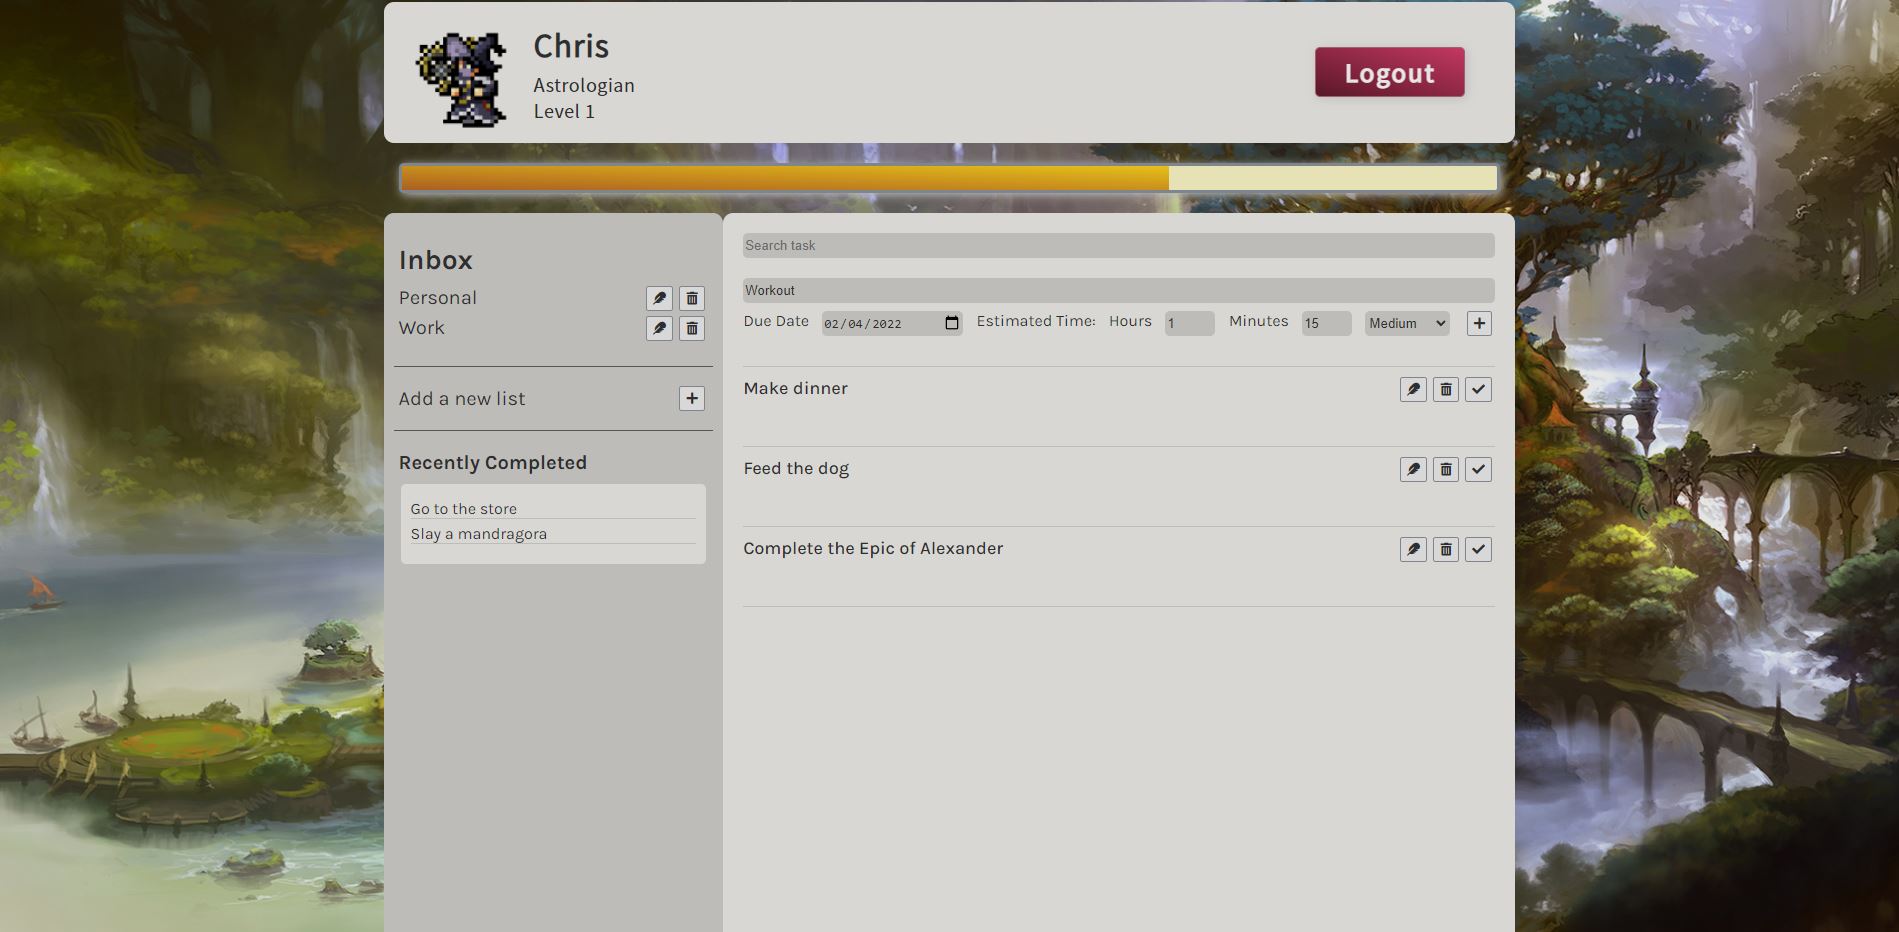 Chris
Astrologian
Level 1
Logout
Inbox
Personal
Work
Add a new list
Recently Completed
Go to the store
Slay a mandragora
Search task
Workout
Due Date 02/04/2022 Estimated Time: Hours 1 Minutes 15 Medium
Make dinner
Feed the dog
Complete the Epic of Alexander